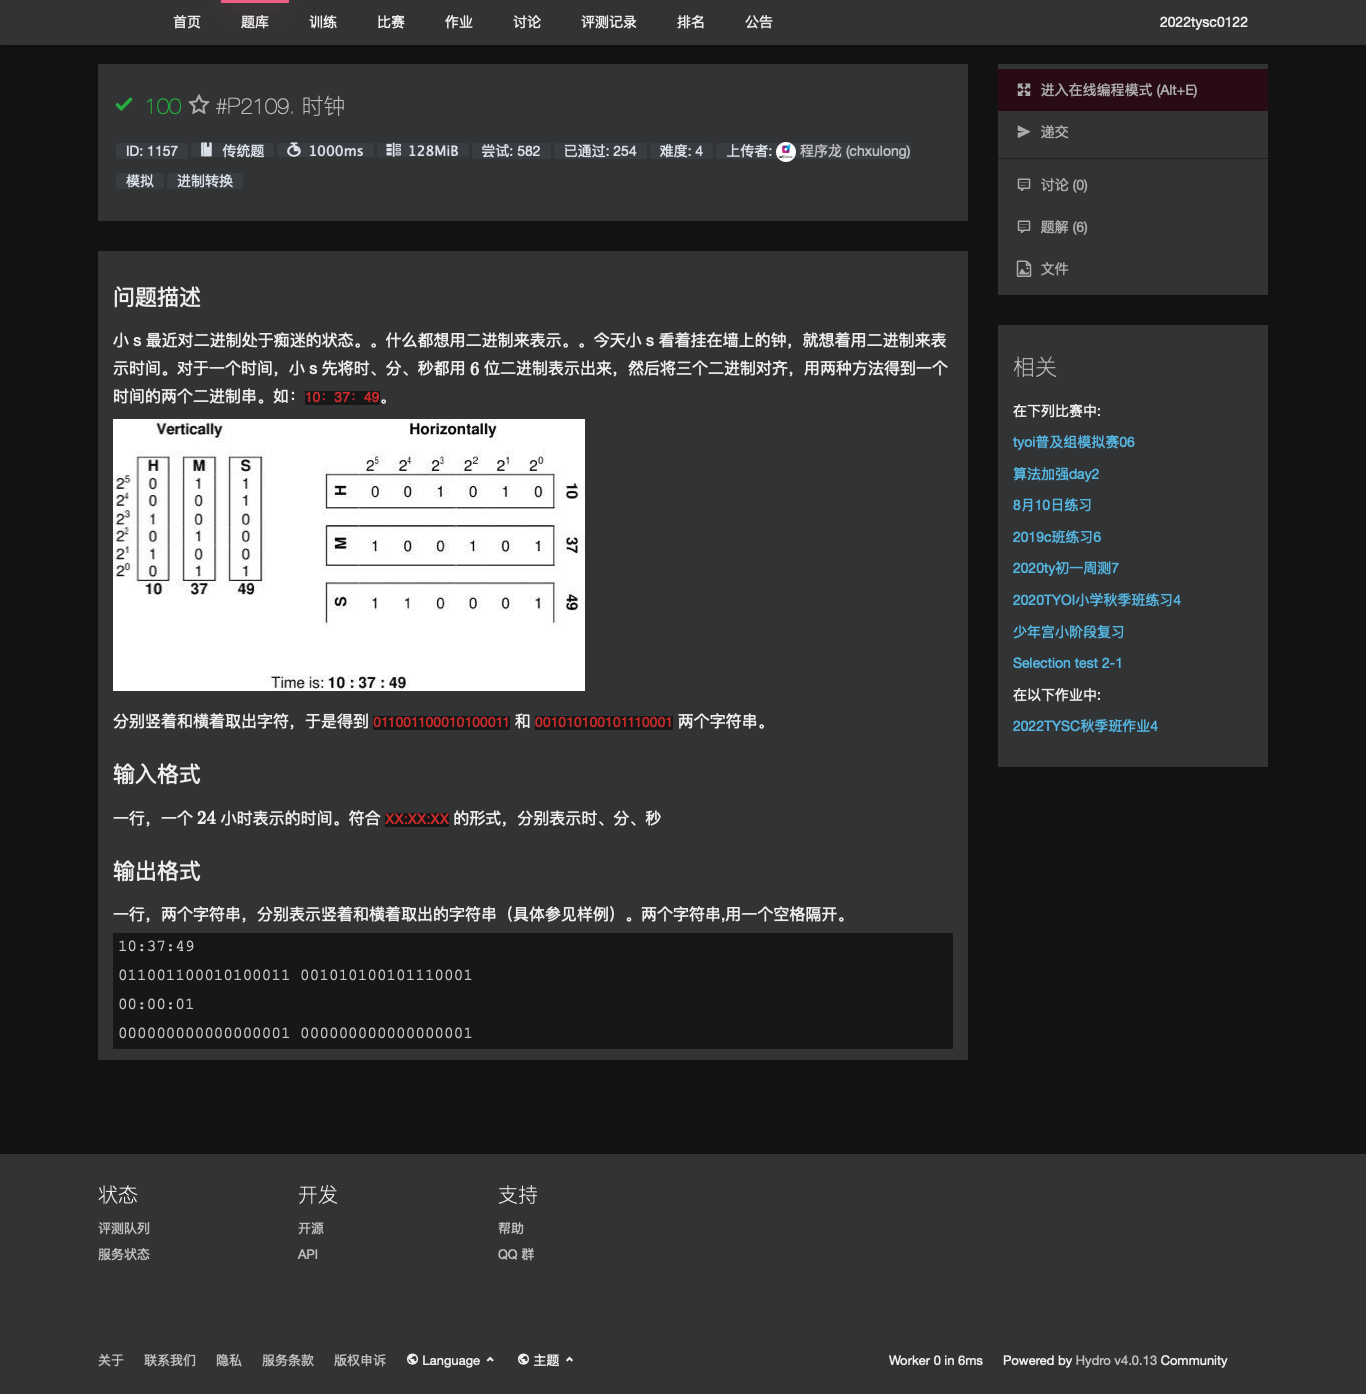 首页 题库 训练 比赛 作业 讨论 评测记录 排名 公告 2022tysc0122
100 #P2109. 时钟
ID: 1157 传统题 1000ms 128MiB 尝试: 582 已通过: 254 难度: 4 上传者: 程序龙 (chxulong)
模拟 进制转换
进入在线编程模式 (Alt+E)
递交
讨论 (0)
题解 (6)
文件
问题描述
小 s 最近对二进制处于痴迷的状态。。什么都想用二进制来表示。。今天小 s 看着挂在墙上的钟，就想着用二进制来表
示时间。对于一个时间，小 s 先将时、分、秒都用 6 位二进制表示出来，然后将三个二进制对齐，用两种方法得到一个
时间的两个二进制串。如：10：37：49。
Vertically Horizontally
H M S
2⁵ 0 1 1
2⁴ 0 0 1
2³ 1 0 0
2² 0 1 0
2¹ 1 0 0
2⁰ 0 1 1
10 37 49
2⁵ 2⁴ 2³ 2² 2¹ 2⁰
H 0 0 1 0 1 0 10
M 1 0 0 1 0 1 37
S 1 1 0 0 0 1 49
Time is: 10 : 37 : 49
分别竖着和横着取出字符，于是得到 011001100010100011 和 001010100101110001 两个字符串。
输入格式
一行，一个 24 小时表示的时间。符合 XX:XX:XX 的形式，分别表示时、分、秒
输出格式
一行，两个字符串，分别表示竖着和横着取出的字符串（具体参见样例）。两个字符串,用一个空格隔开。
10:37:49
011001100010100011 001010100101110001
00:00:01
000000000000000001 000000000000000001
相关
在下列比赛中:
tyoi普及组模拟赛06
算法加强day2
8月10日练习
2019c班练习6
2020ty初一周测7
2020TYOI小学秋季班练习4
少年宫小阶段复习
Selection test 2-1
在以下作业中:
2022TYSC秋季班作业4
状态 开发 支持
评测队列 开源 帮助
服务状态 API QQ 群
关于 联系我们 隐私 服务条款 版权申诉 Language 主题 Worker 0 in 6ms Powered by Hydro v4.0.13 Community